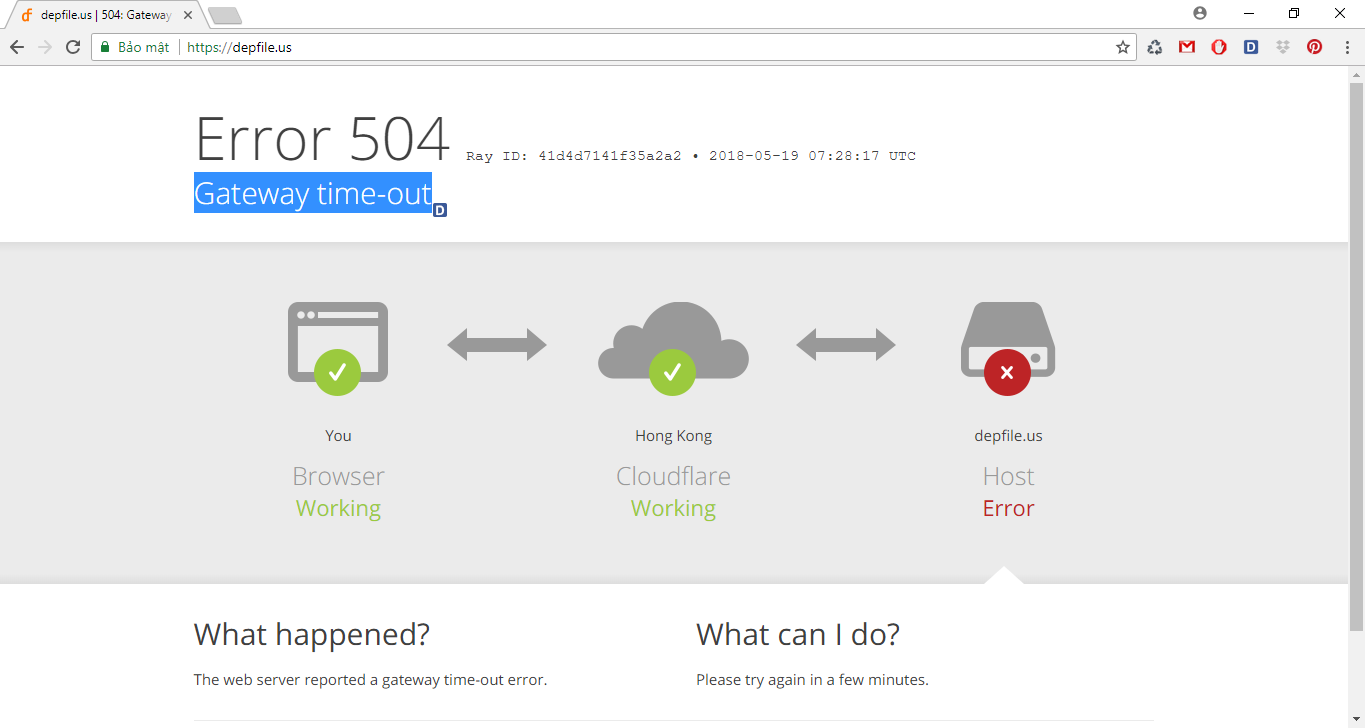 depfile.us | 504: Gateway
Bảo mật
https://depfile.us
Error 504
Ray ID: 41d4d7141f35a2a2 • 2018-05-19 07:28:17 UTC
Gateway time-out
D
You
Browser
Working
Hong Kong
Cloudflare
Working
depfile.us
Host
Error
What happened?
The web server reported a gateway time-out error.
What can I do?
Please try again in a few minutes.